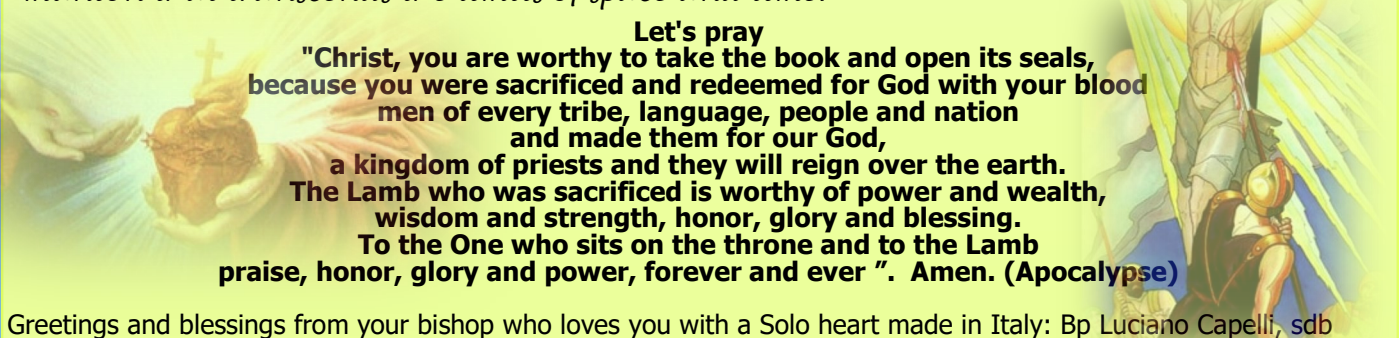 Let's pray
"Christ, you are worthy to take the book and open its seals,
because you were sacrificed and redeemed for God with your blood
men of every tribe, language, people and nation
and made them for our God,
a kingdom of priests and they will reign over the earth.
The Lamb who was sacrificed is worthy of power and wealth,
wisdom and strength, honor, glory and blessing.
To the One who sits on the throne and to the Lamb
praise, honor, glory and power, forever and ever ”. Amen. (Apocalypse)
Greetings and blessings from your bishop who loves you with a Solo heart made in Italy: Bp Luciano Capelli, sdb